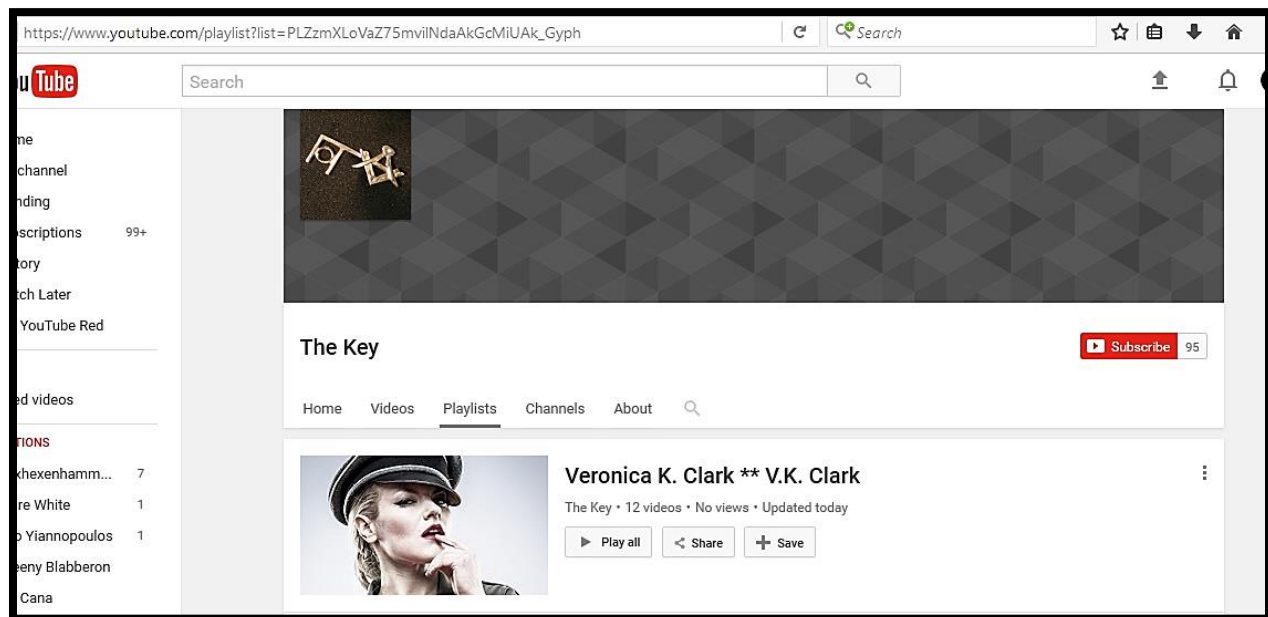 https://www.youtube.com/playlist?list=PLZzmXLoVaZ75mvilNdaAkGcMiUAk_Gyph
Search
u Tube
Search
me
channel
nding
oscriptions 99+
tory
tch Later
YouTube Red
ed videos
TIONS
xhexenhamm... 7
re White 1
o Yiannopoulos 1
eeny Blabberon
Cana
The Key
Subscribe 95
Home Videos Playlists Channels About
Veronica K. Clark ** V.K. Clark
The Key • 12 videos • No views • Updated today
Play all Share Save